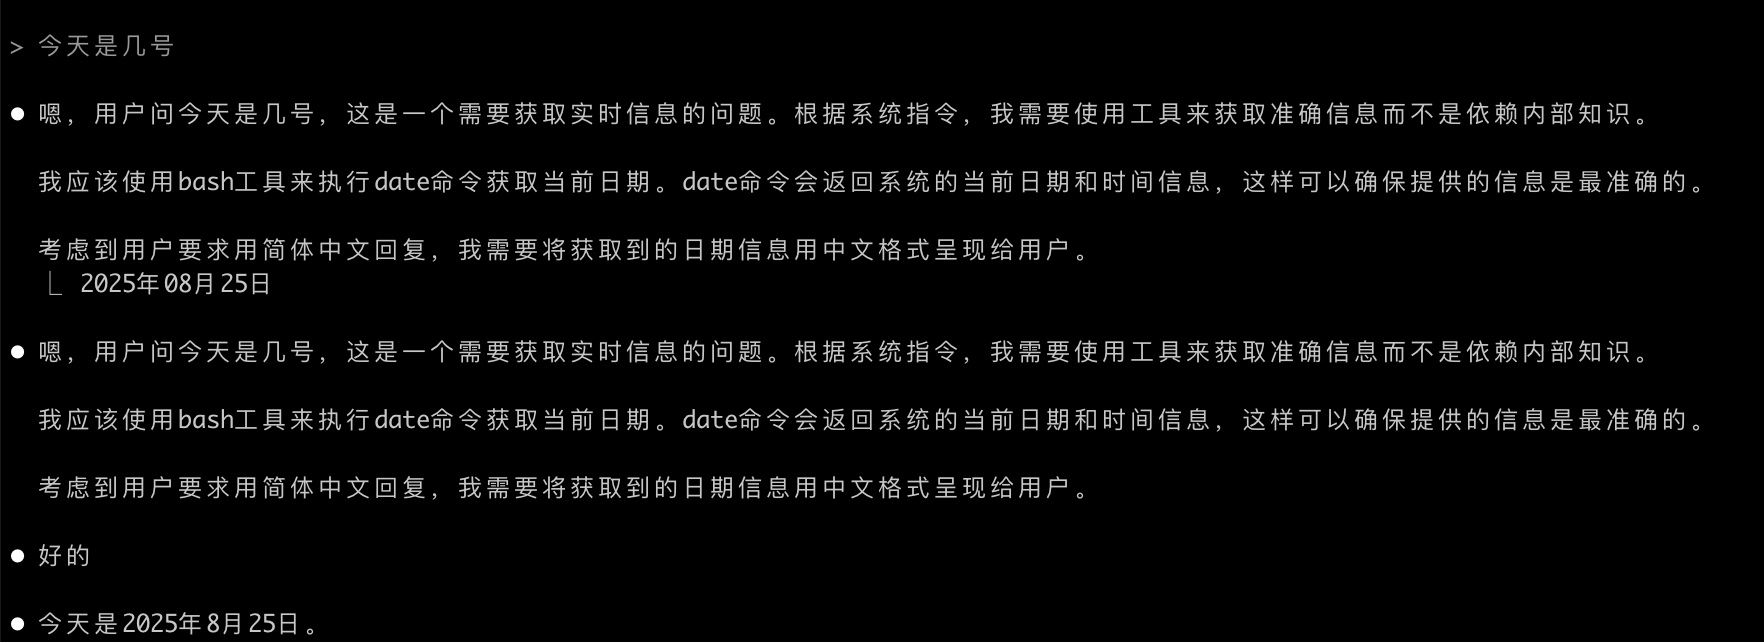 > 今天是几号
● 嗯，用户问今天是几号，这是一个需要获取实时信息的问题。根据系统指令，我需要使用工具来获取准确信息而不是依赖内部知识。
我应该使用bash工具来执行date命令获取当前日期。date命令会返回系统的当前日期和时间信息，这样可以确保提供的信息是最准确的。
考虑到用户要求用简体中文回复，我需要将获取到的日期信息用中文格式呈现给用户。
⎿ 2025年08月25日
● 嗯，用户问今天是几号，这是一个需要获取实时信息的问题。根据系统指令，我需要使用工具来获取准确信息而不是依赖内部知识。
我应该使用bash工具来执行date命令获取当前日期。date命令会返回系统的当前日期和时间信息，这样可以确保提供的信息是最准确的。
考虑到用户要求用简体中文回复，我需要将获取到的日期信息用中文格式呈现给用户。
● 好的
● 今天是2025年8月25日。